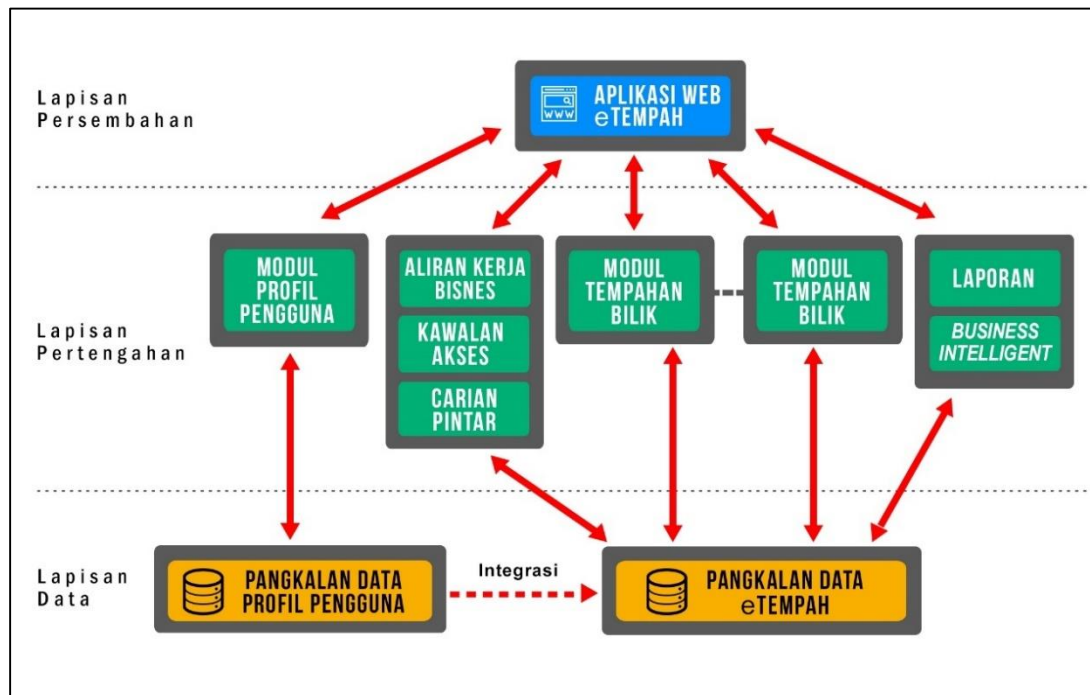 Lapisan
Persembahan
WWW
APLIKASI WEB
eTEMPAH
MODUL
PROFIL
PENGGUNA
ALIRAN KERJA
BISNES
KAWALAN
AKSES
CARIAN
PINTAR
MODUL
TEMPAHAN
BILIK
MODUL
TEMPAHAN
BILIK
LAPORAN
BUSINESS
INTELLIGENT
Lapisan
Pertengahan
Lapisan
Data
PANGKALAN DATA
PROFIL PENGGUNA
Integrasi
PANGKALAN DATA
eTEMPAH